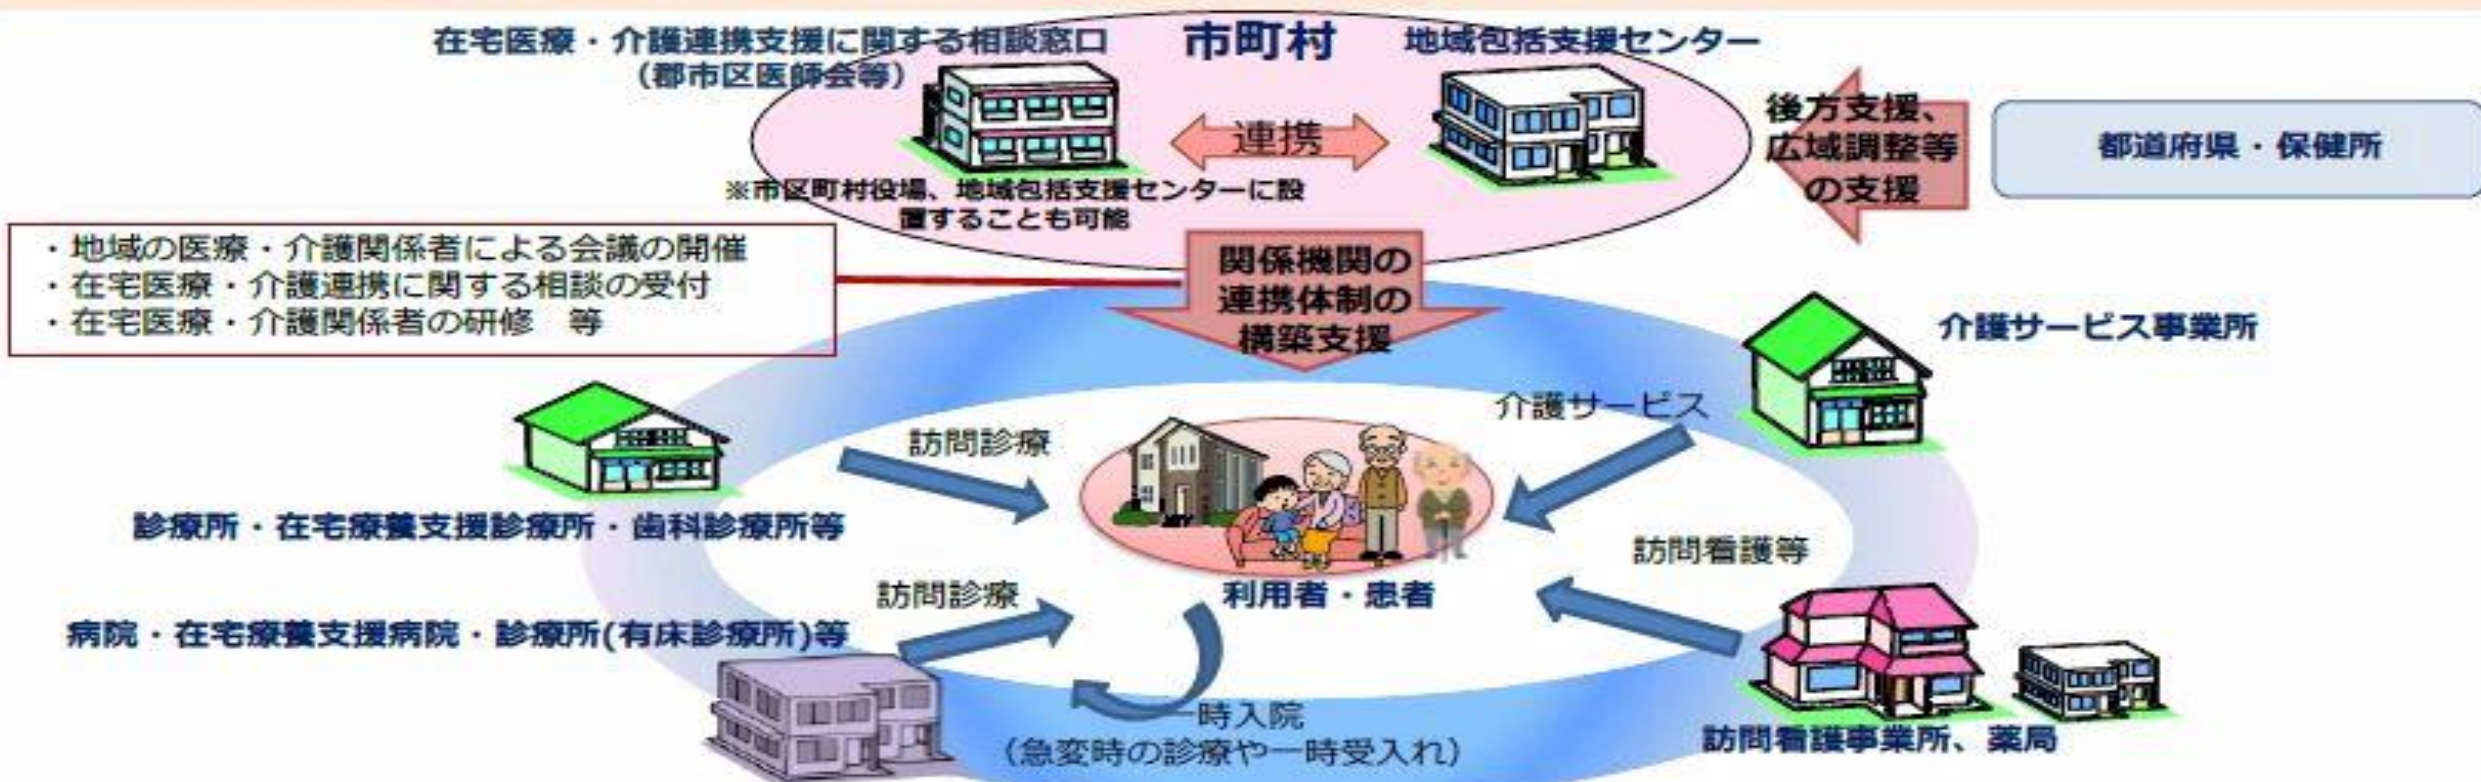 在宅医療・介護連携支援に関する相談窓口
(郡市区医師会等)
市町村
地域包括支援センター
連携
※市区町村役場、地域包括支援センターに設
置することも可能
後方支援、
広域調整等
の支援
都道府県・保健所
・地域の医療・介護関係者による会議の開催
・在宅医療・介護連携に関する相談の受付
・在宅医療・介護関係者の研修　等
関係機関の
連携体制の
構築支援
介護サービス事業所
介護サービス
訪問診療
診療所・在宅療養支援診療所・歯科診療所等
訪問看護等
訪問診療
利用者・患者
病院・在宅療養支援病院・診療所(有床診療所)等
一時入院
(急変時の診療や一時受入れ)
訪問看護事業所、薬局